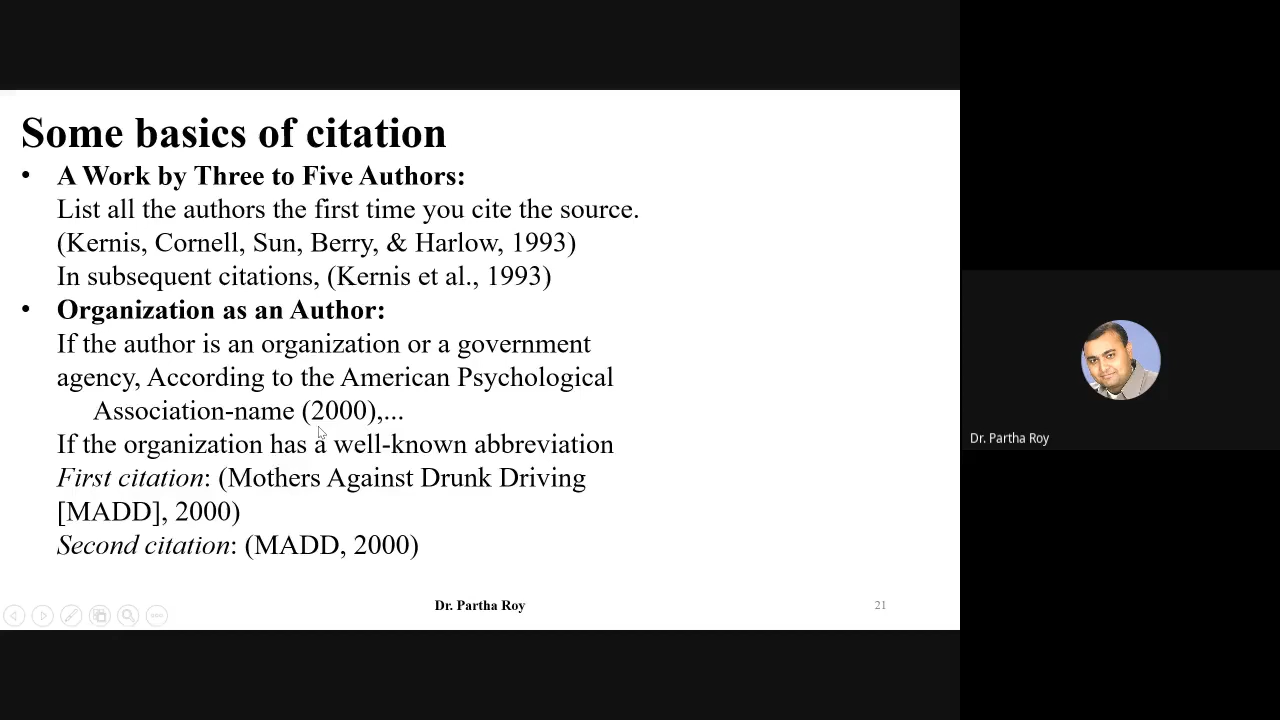 Some basics of citation
• A Work by Three to Five Authors:
List all the authors the first time you cite the source.
(Kernis, Cornell, Sun, Berry, & Harlow, 1993)
In subsequent citations, (Kernis et al., 1993)
• Organization as an Author:
If the author is an organization or a government
agency, According to the American Psychological
Association-name (2000),...
If the organization has a well-known abbreviation
First citation: (Mothers Against Drunk Driving
[MADD], 2000)
Second citation: (MADD, 2000)
Dr. Partha Roy
21
Dr. Partha Roy